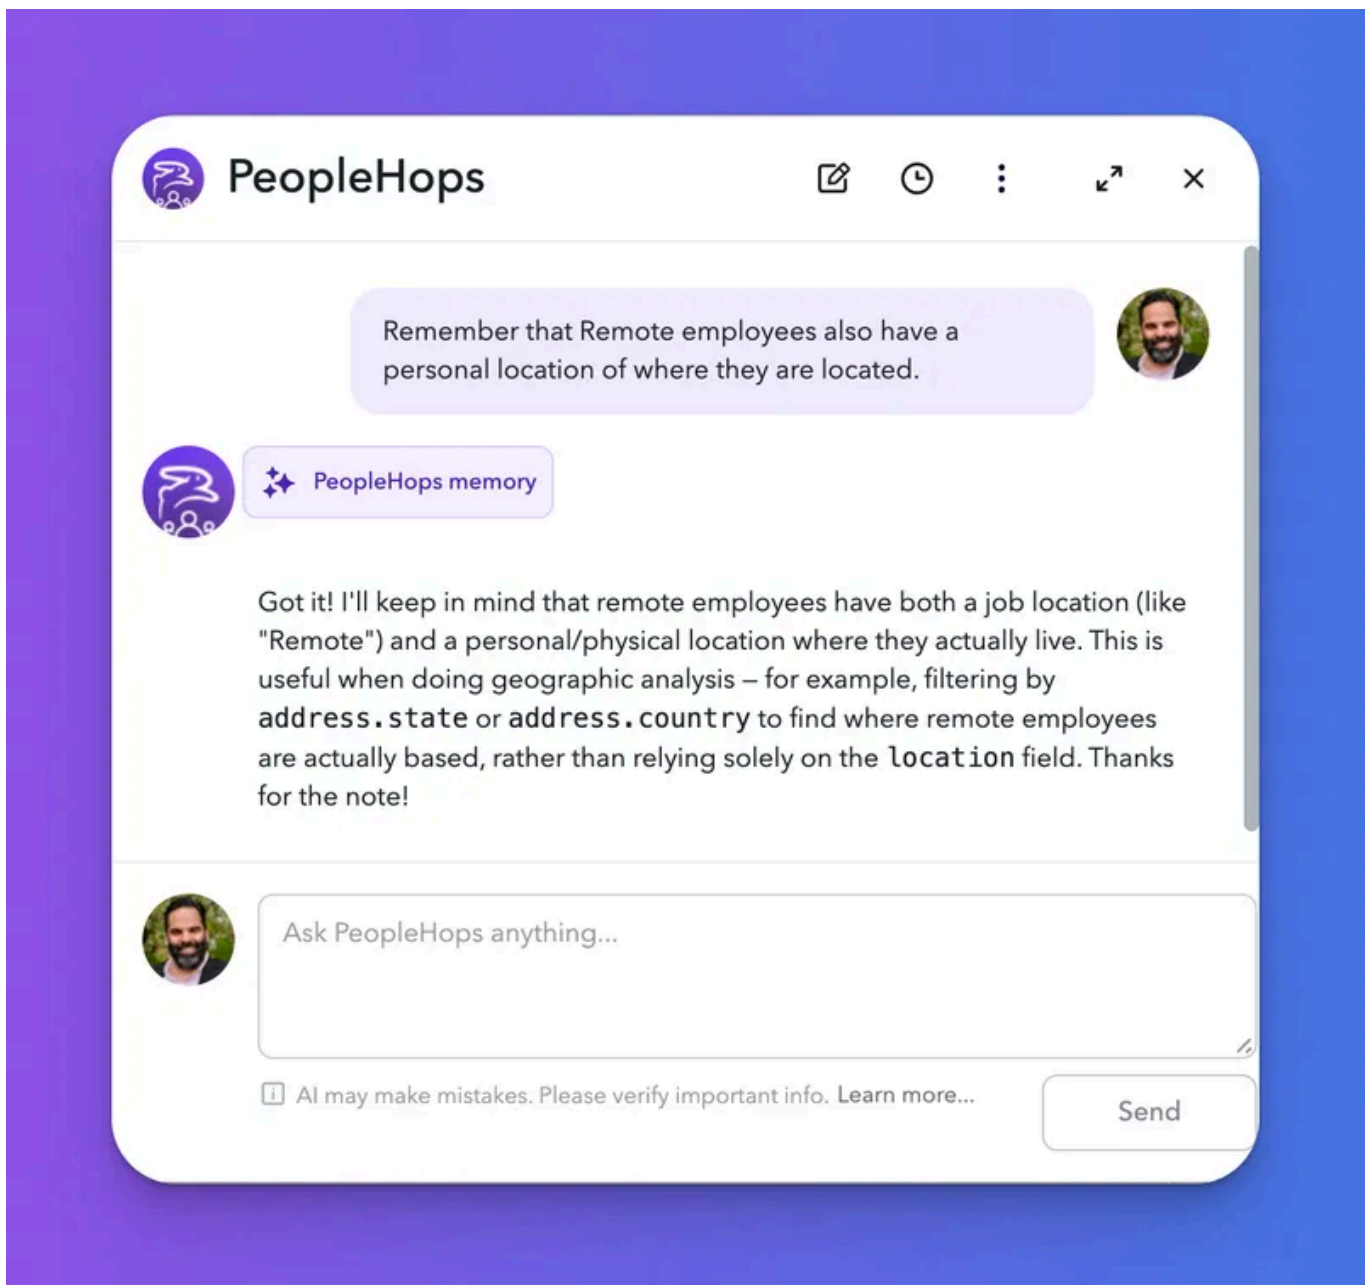 PeopleHops
Remember that Remote employees also have a
personal location of where they are located.
PeopleHops memory
Got it! I'll keep in mind that remote employees have both a job location (like
"Remote") and a personal/physical location where they actually live. This is
useful when doing geographic analysis – for example, filtering by
address.state or address.country to find where remote employees
are actually based, rather than relying solely on the location field. Thanks
for the note!
Ask PeopleHops anything...
AI may make mistakes. Please verify important info. Learn more...
Send